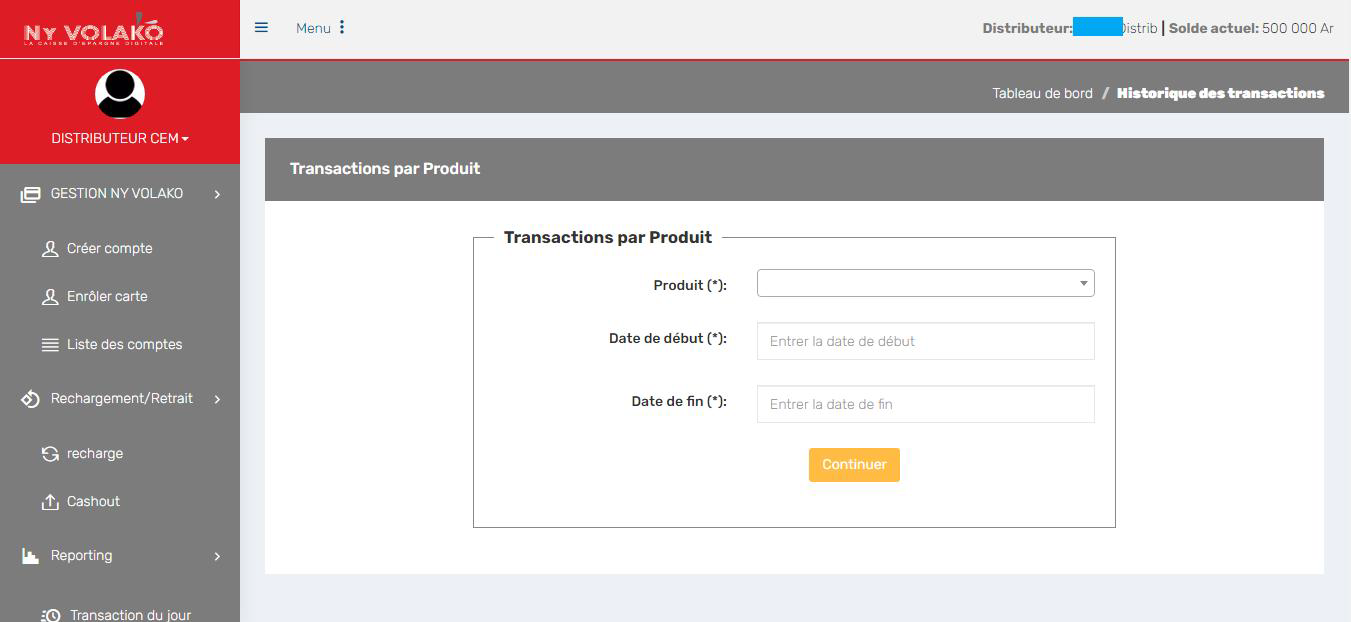 NY VOLAKO
LA CAISSE D'EPARGNE DIGITALE
Menu
Distributeur: Distrib | Solde actuel: 500 000 Ar
DISTRIBUTEUR CEM
Tableau de bord / Historique des transactions
GESTION NY VOLAKO
Créer compte
Enrôler carte
Liste des comptes
Rechargement/Retrait
recharge
Cashout
Reporting
Transaction du jour
Transactions par Produit
Transactions par Produit
Produit (*):
Date de début (*): Entrer la date de début
Date de fin (*): Entrer la date de fin
Continuer